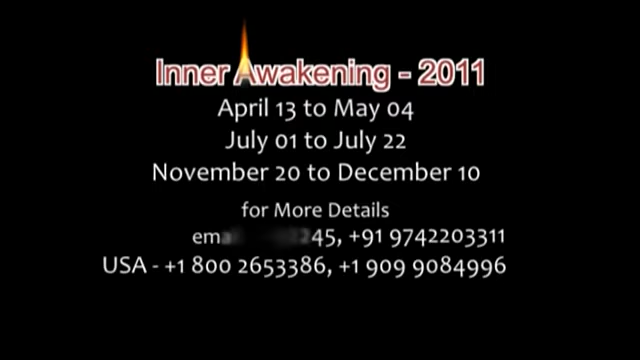 Inner Awakening - 2011
April 13 to May 04
July 01 to July 22
November 20 to December 10
for More Details
45, +91 9742203311
USA - +1 800 2653386, +1 909 9084996